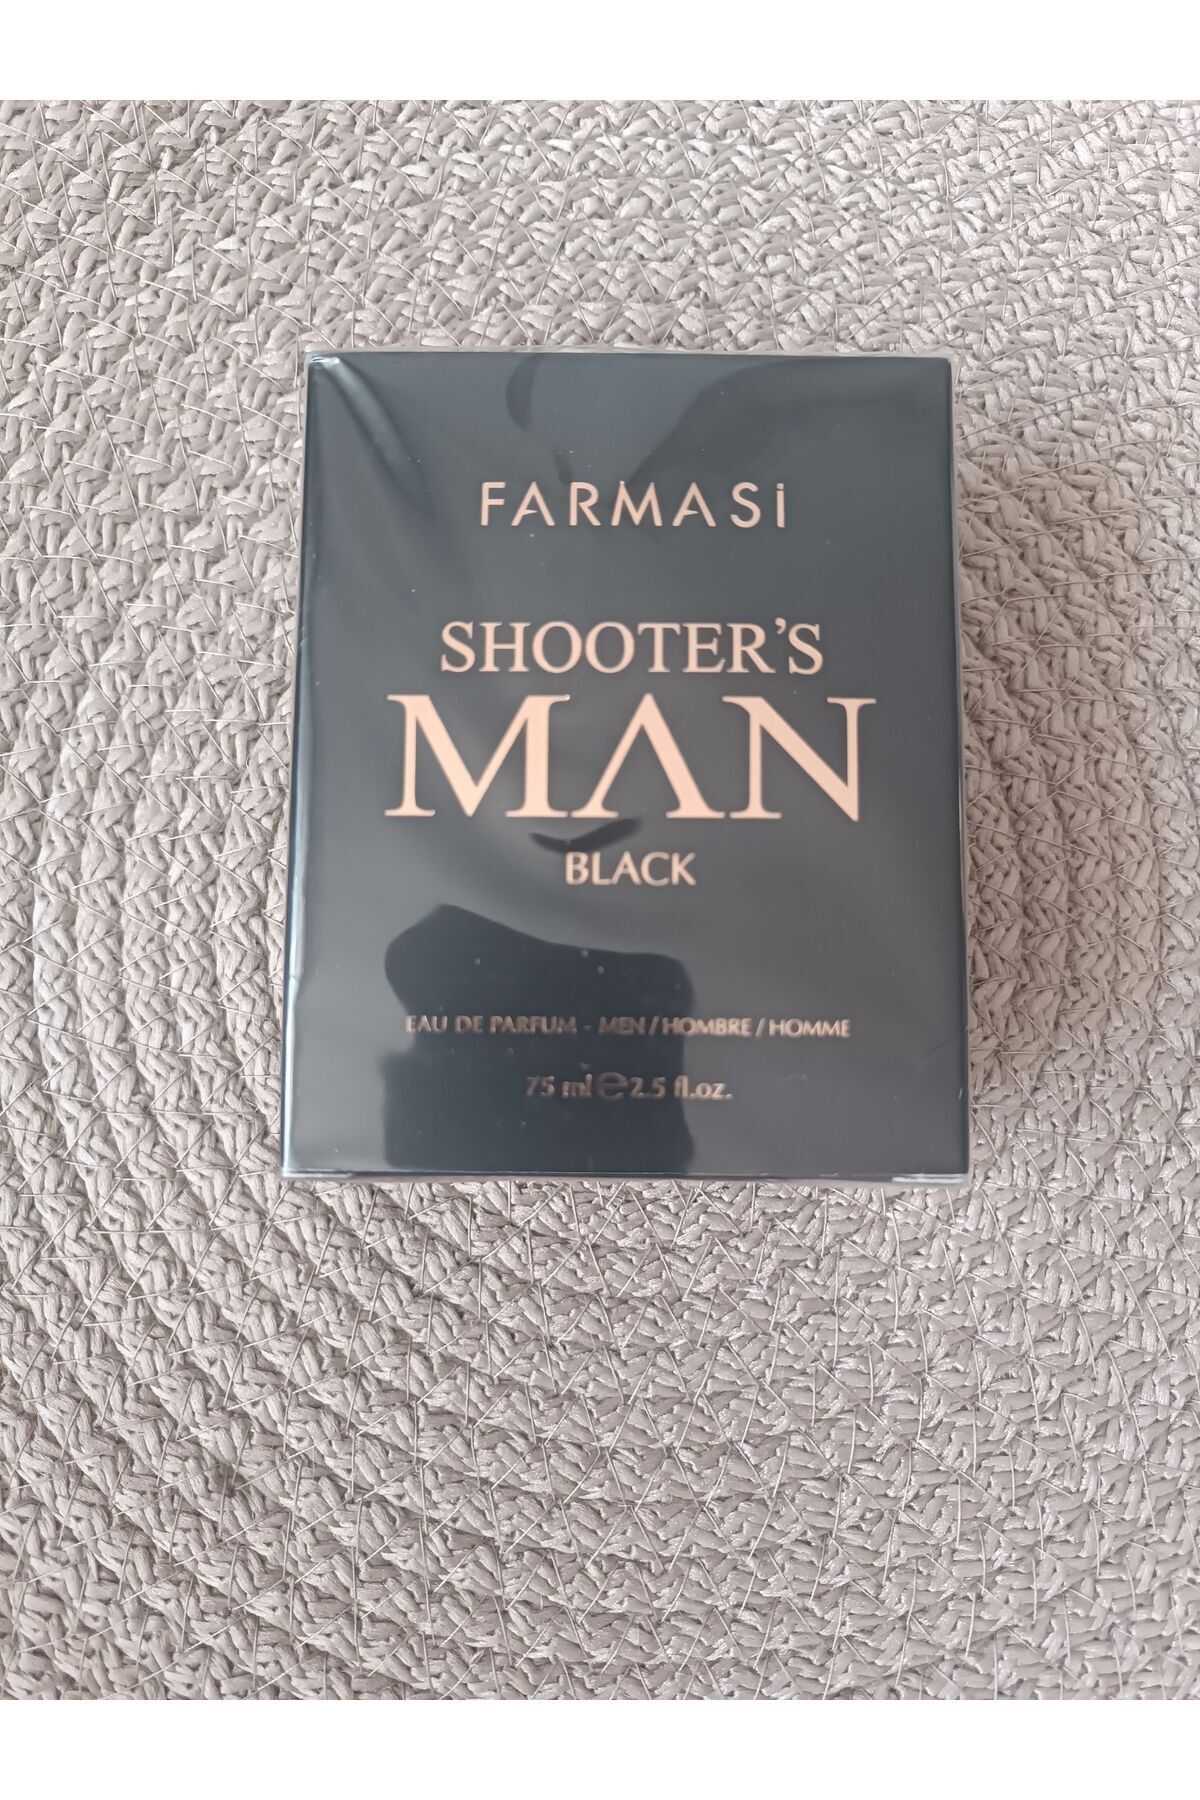 FARMASi
SHOOTER'S
MAN
BLACK
EAU DE PARFUM - MEN / HOMBRE / HOMME
75 ml ℮ 2.5 fl.oz.